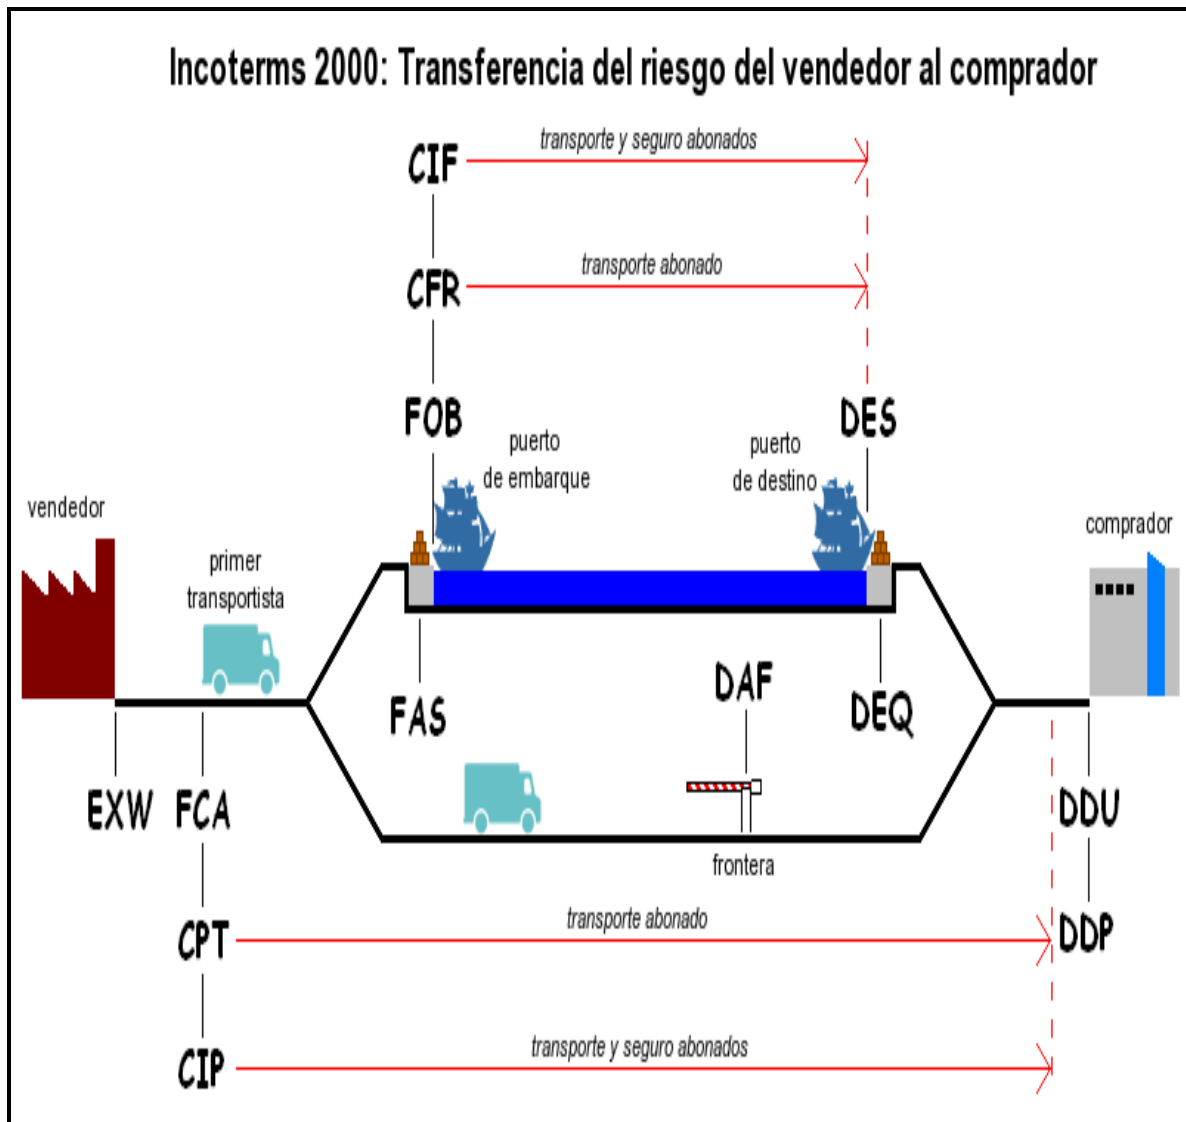 Incoterms 2000: Transferencia del riesgo del vendedor al comprador
transporte y seguro abonados
CIF
transporte abonado
CFR
FOB
DES
puerto
de embarque
puerto
de destino
vendedor
comprador
primer
transportista
FAS
DAF
DEQ
EXW
FCA
DDU
frontera
transporte abonado
CPT
DDP
transporte y seguro abonados
CIP